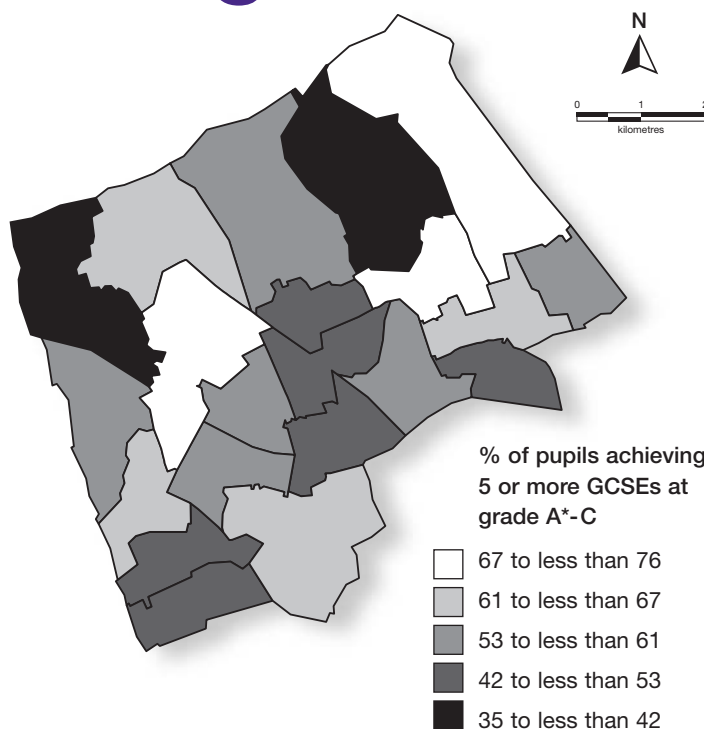 N
0 1 2
kilometres
% of pupils achieving
5 or more GCSEs at
grade A*-C
67 to less than 76
61 to less than 67
53 to less than 61
42 to less than 53
35 to less than 42